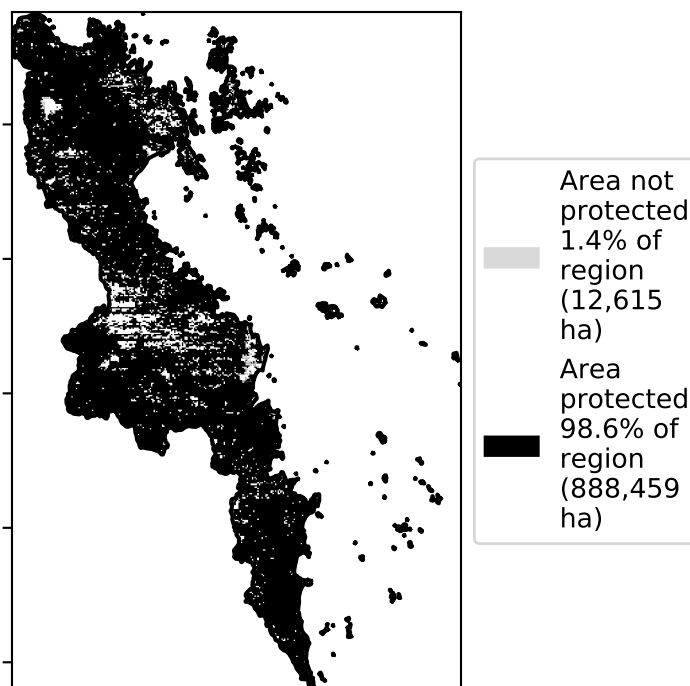 Area not
protected
1.4% of
region
(12,615
ha)
Area
protected
98.6% of
region
(888,459
ha)